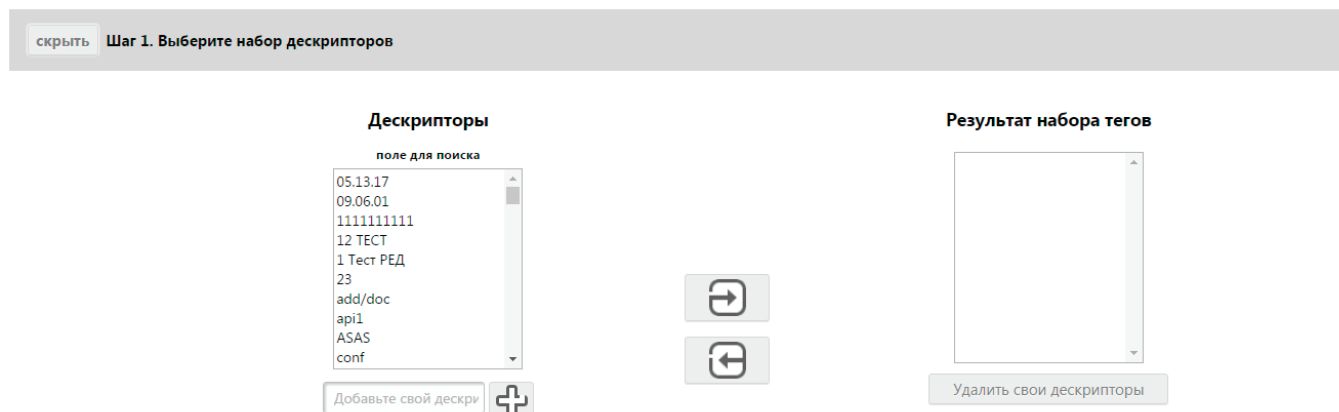 скрыть Шаг 1. Выберите набор дескрипторов
Дескрипторы
Результат набора тегов
поле для поиска
05.13.17
09.06.01
1111111111
12 ТЕСТ
1 Тест РЕД
23
add/doc
api1
ASAS
conf
Добавьте свой дескри
Удалить свои дескрипторы